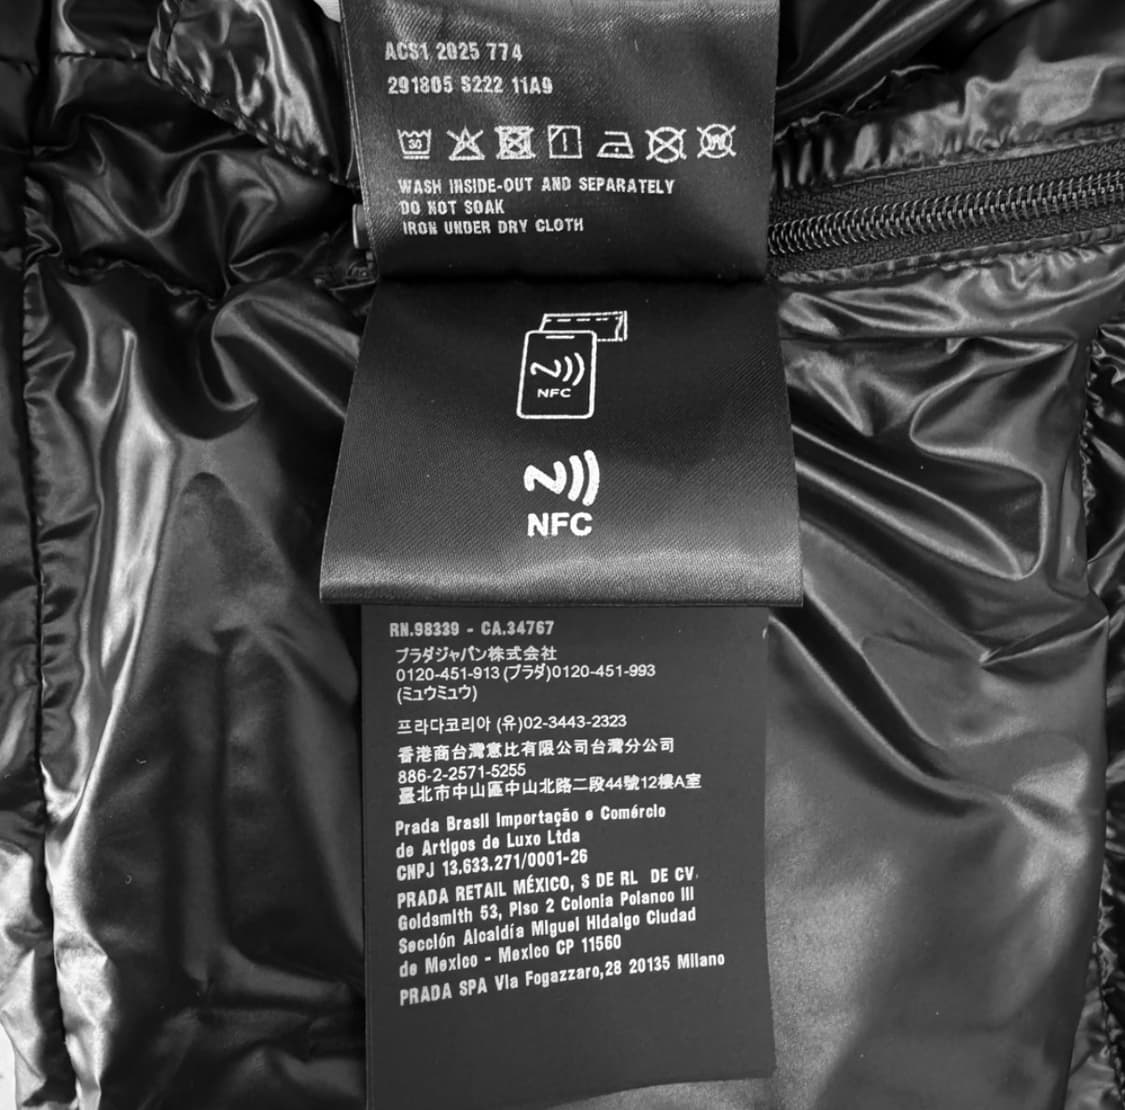 ACS1 2025 774
291805 S222 11A9
30
W
WASH INSIDE-OUT AND SEPARATELY
DO NOT SOAK
IRON UNDER DRY CLOTH
NFC
NFC
RN.98339 - CA.34767
プラダジャパン株式会社
0120-451-913 (プラダ)0120-451-993
(ミュウミュウ)
프라다코리아 (유)02-3443-2323
香港商台灣意比有限公司台灣分公司
886-2-2571-5255
臺北市中山區中山北路二段44號12樓A室
Prada Brasil Importação e Comércio
de Artigos de Luxo Ltda
CNPJ 13.633.271/0001-26
PRADA RETAIL MÉXICO, S DE RL DE CV.
Goldsmith 53, Piso 2 Colonia Polanco III
Sección Alcaldía Miguel Hidalgo Ciudad
de Mexico - Mexico CP 11560
PRADA SPA Via Fogazzaro,28 20135 Milano